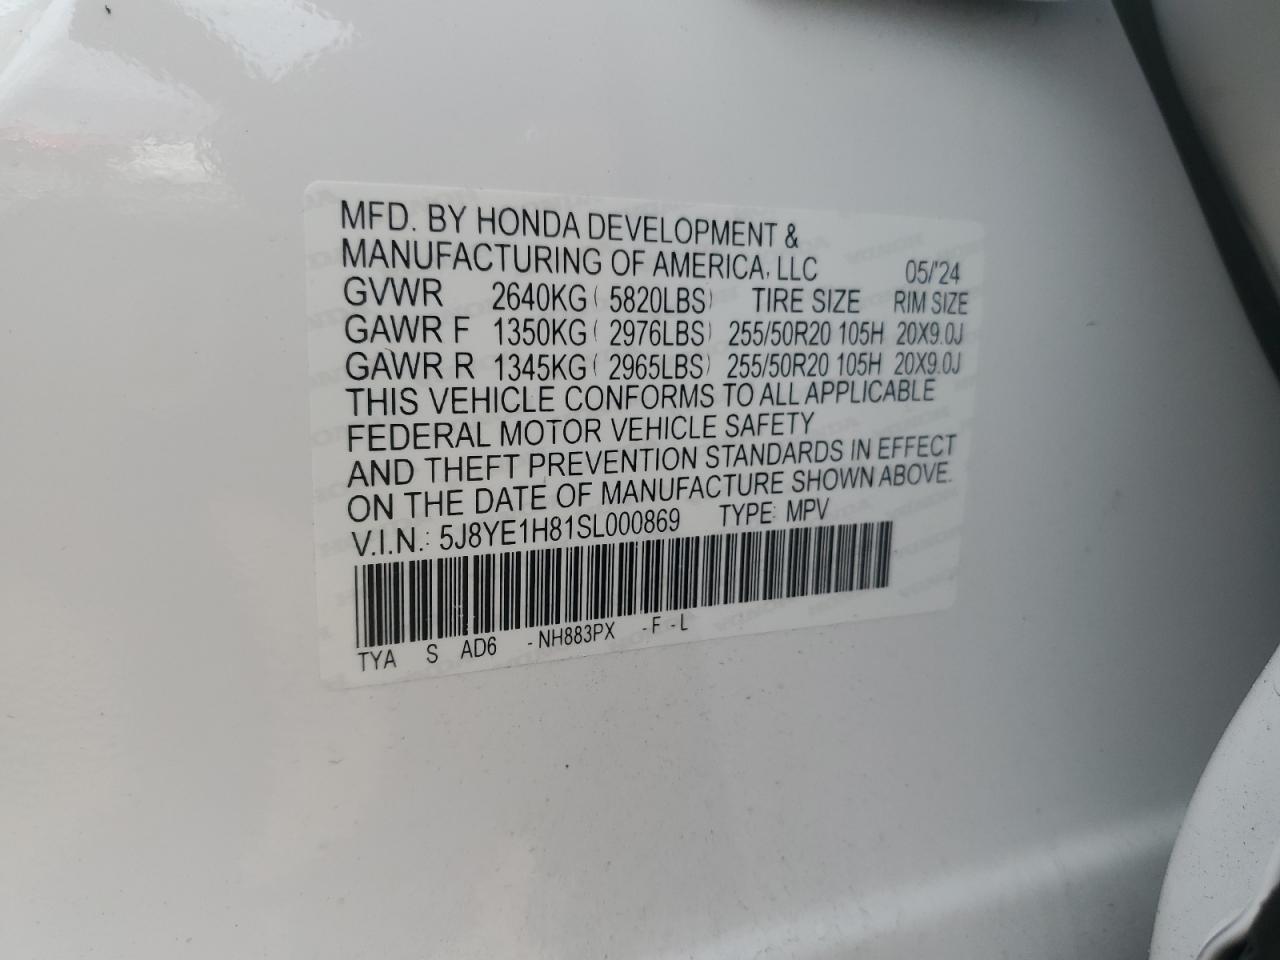 MFD. BY HONDA DEVELOPMENT &
MANUFACTURING OF AMERICA, LLC 05/'24
GVWR 2640KG ( 5820LBS) TIRE SIZE RIM SIZE
GAWR F 1350KG ( 2976LBS) 255/50R20 105H 20X9.0J
GAWR R 1345KG ( 2965LBS) 255/50R20 105H 20X9.0J
THIS VEHICLE CONFORMS TO ALL APPLICABLE
FEDERAL MOTOR VEHICLE SAFETY
AND THEFT PREVENTION STANDARDS IN EFFECT
ON THE DATE OF MANUFACTURE SHOWN ABOVE.
V.I.N.: 5J8YE1H81SL000869 TYPE: MPV
TYA S AD6 -NH883PX -F-L